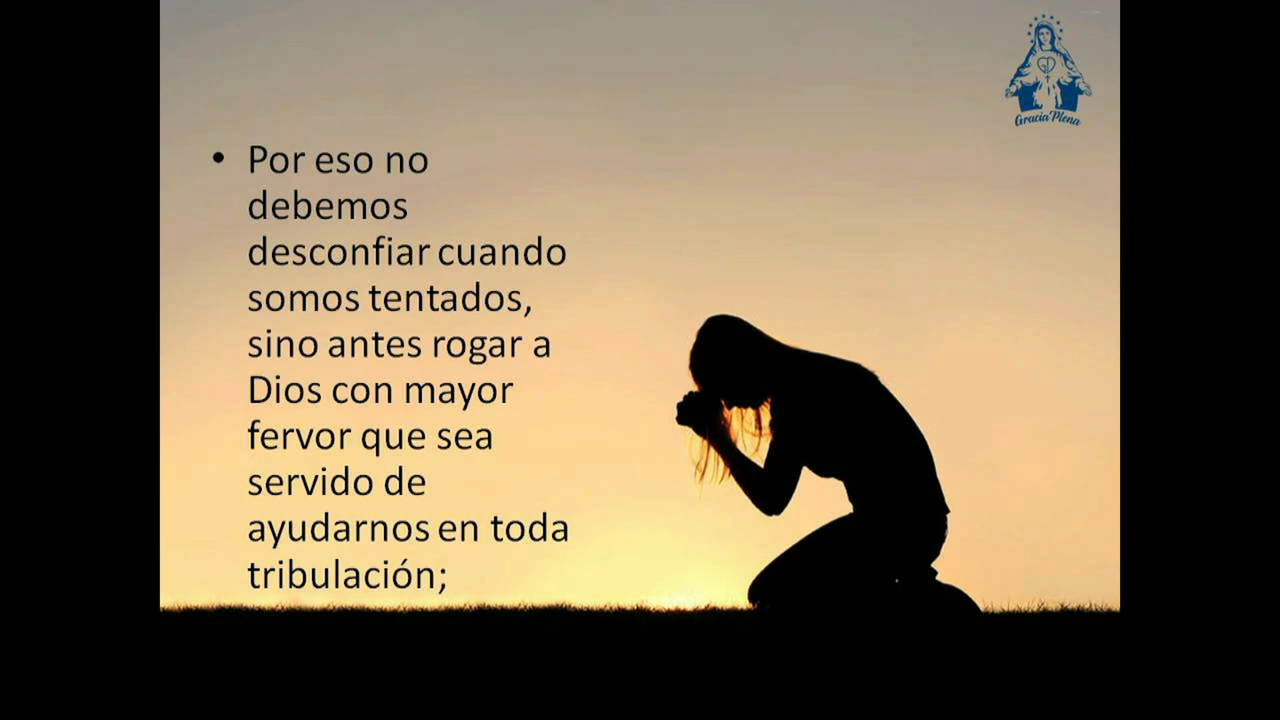 Gracia Plena
• Por eso no
debemos
desconfiar cuando
somos tentados,
sino antes rogar a
Dios con mayor
fervor que sea
servido de
ayudarnos en toda
tribulación;